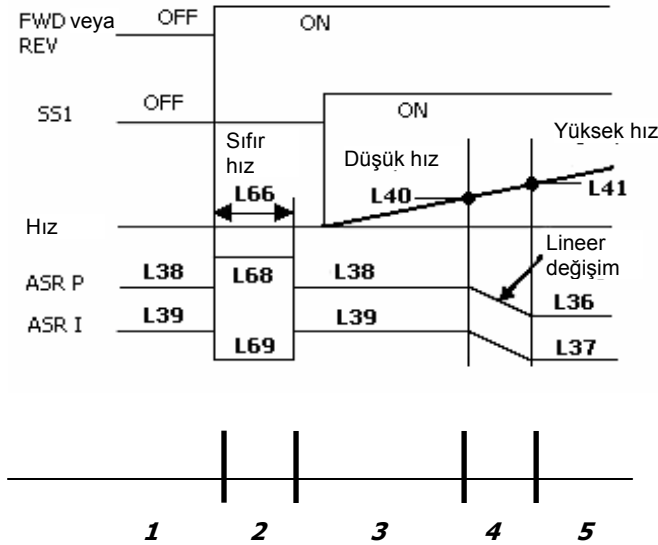 FWD veya OFF ON
REV
SS1 OFF ON
Sıfır
hız
Düşük hız
Yüksek hız
L66
L40
L41
Hız
Lineer
değişim
ASR P L38 L68 L38 L36
ASR I L39 L69 L39 L37
1 2 3 4 5